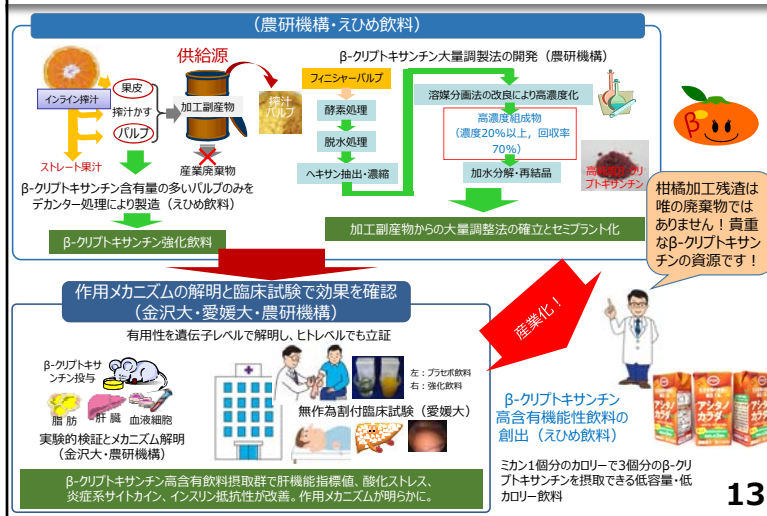 （農研機構・えひめ飲料）
供給源
果皮
インライン搾汁
搾汁かす
パルプ
ストレート果汁
加工副産物
搾汁
パルプ
産業廃棄物
β-クリプトキサンチン含有量の多いパルプのみを
デカンター処理により製造（えひめ飲料）
β-クリプトキサンチン強化飲料
β-クリプトキサンチン大量調製法の開発（農研機構）
フィニシャーパルプ
酵素処理
脱水処理
ヘキサン抽出・濃縮
溶媒分画法の改良により高濃度化
高濃度組成物
（濃度20%以上，回収率
70%）
加水分解・再結晶
加工副産物からの大量調整法の確立とセミプラント化
β
柑橘加工残渣は
唯の廃棄物では
ありません！貴重
なβ-クリプトキサン
チンの資源です！
作用メカニズムの解明と臨床試験で効果を確認
（金沢大・愛媛大・農研機構）
有用性を遺伝子レベルで解明し、ヒトレベルでも立証
β-クリプトキサ
ンチン投与
脂肪
肝臓
血液細胞
実験的検証とメカニズム解明
（金沢大・農研機構）
左：プラセボ飲料
右：強化飲料
無作為割付臨床試験（愛媛大）
β-クリプトキサンチン高含有飲料摂取群で肝機能指標値、酸化ストレス、
炎症系サイトカイン、インスリン抵抗性が改善。作用メカニズムが明らかに。
産業化！
β-クリプトキサンチン
高含有機能性飲料の
創出（えひめ飲料）
アシタノ
カラダ
ミカン1個分のカロリーで3個分のβ-クリ
プトキサンチンを摂取できる低容量・低
カロリー飲料
13